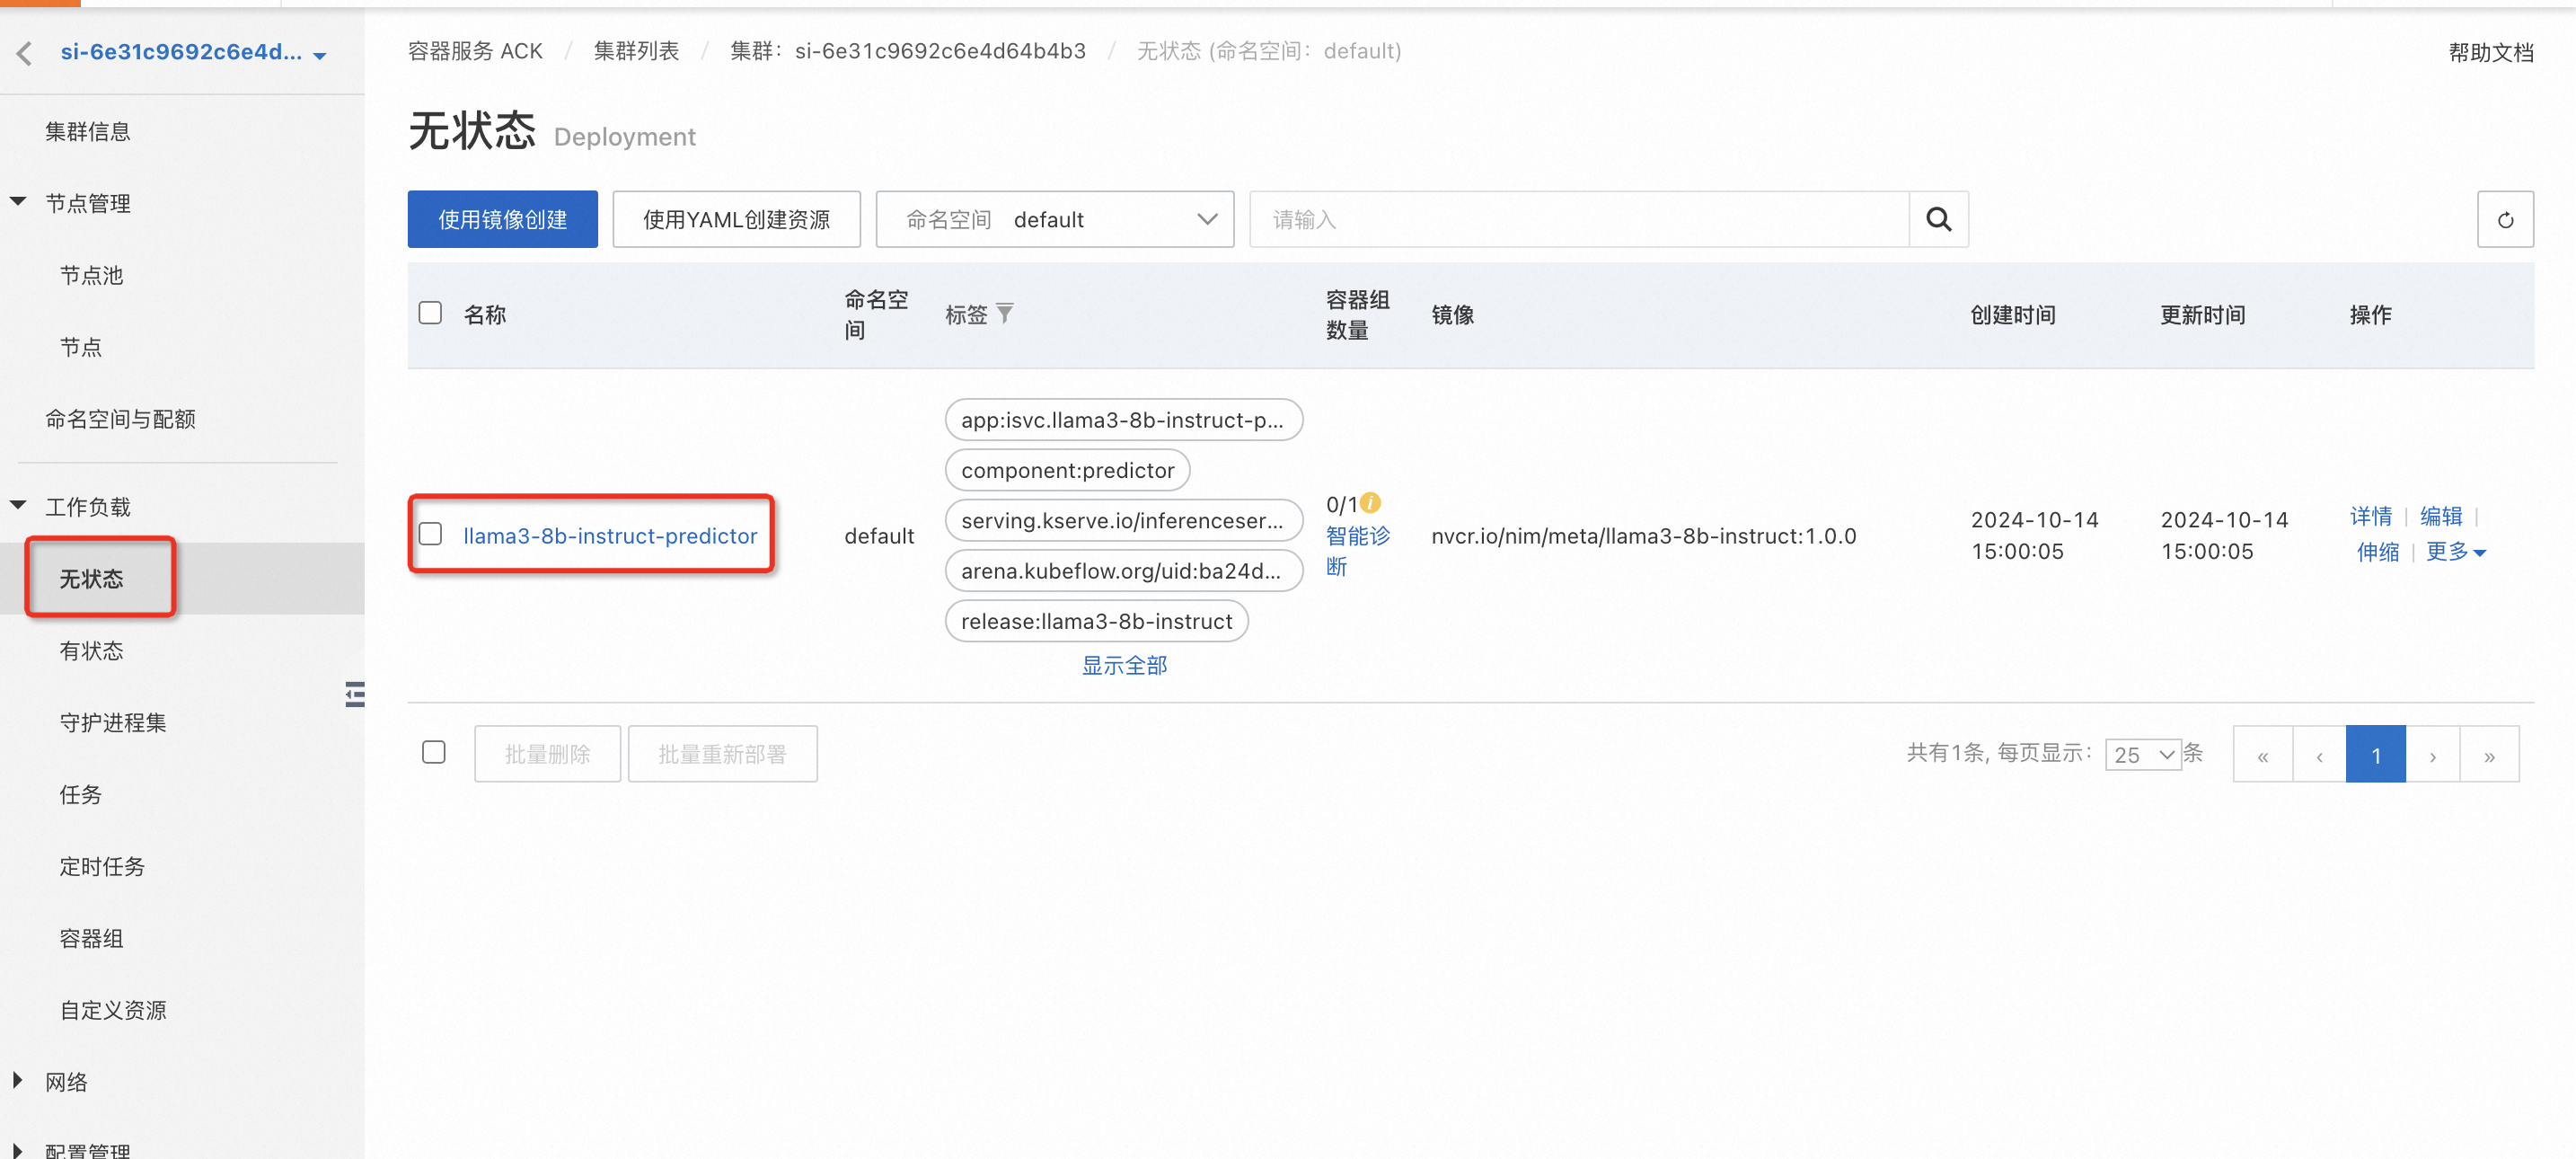 si-6e31c9692c6e4d...
集群信息
节点管理
节点池
节点
命名空间与配额
工作负载
无状态
有状态
守护进程集
任务
定时任务
容器组
自定义资源
网络
配置管理
容器服务 ACK / 集群列表 / 集群：si-6e31c9692c6e4d64b4b3 / 无状态 (命名空间：default)
帮助文档
无状态 Deployment
使用镜像创建 使用YAML创建资源 命名空间 default 请输入
名称 命名空间 标签 容器组数量 镜像 创建时间 更新时间 操作
llama3-8b-instruct-predictor
default
app:isvc.llama3-8b-instruct-p...
component:predictor
serving.kserve.io/inferenceser...
arena.kubeflow.org/uid:ba24d...
release:llama3-8b-instruct
显示全部
0/1
智能诊
断
nvcr.io/nim/meta/llama3-8b-instruct:1.0.0
2024-10-14
15:00:05
2024-10-14
15:00:05
详情 | 编辑 |
伸缩 | 更多
批量删除 批量重新部署
共有1条, 每页显示： 25 条 « ‹ 1 › »